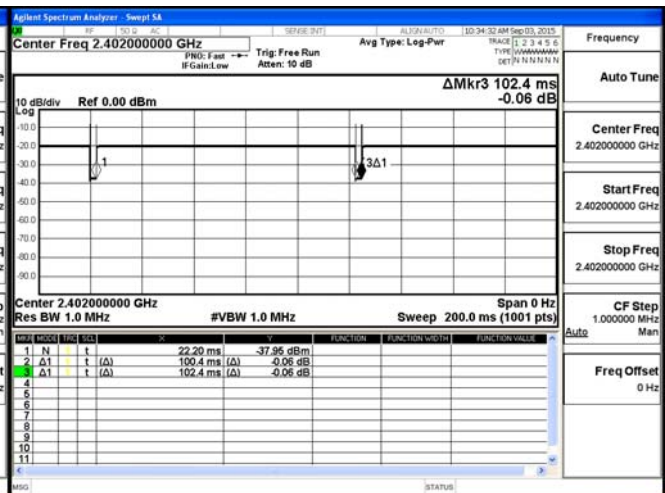 Agilent Spectrum Analyzer - Swept SA
RF 50 Ω AC SENSE:INT ALIGN AUTO 10:34:32 AM Sep 03, 2015
Center Freq 2.402000000 GHz
PNO: Fast
IFGain:Low
Trig: Free Run
Atten: 10 dB
Avg Type: Log-Pwr
TRACE 1 2 3 4 5 6
TYPE
DET N N N N N N
ΔMkr3 102.4 ms
-0.06 dB
10 dB/div Ref 0.00 dBm
Log
-10.0
-20.0
-30.0
-40.0
-50.0
-60.0
-70.0
-80.0
-90.0
1
3Δ1
Center 2.402000000 GHz Span 0 Hz
Res BW 1.0 MHz #VBW 1.0 MHz Sweep 200.0 ms (1001 pts)
MKR MODE TRC SCL X Y FUNCTION FUNCTION WIDTH FUNCTION VALUE
1 N t 22.20 ms -37.95 dBm
2 Δ1 t (Δ) 100.4 ms (Δ) -0.06 dB
3 Δ1 t (Δ) 102.4 ms (Δ) -0.06 dB
4
5
6
7
8
9
10
11
MSG STATUS
Frequency
Auto Tune
Center Freq
2.402000000 GHz
Start Freq
2.402000000 GHz
Stop Freq
2.402000000 GHz
CF Step
1.000000 MHz
Auto Man
Freq Offset
0 Hz